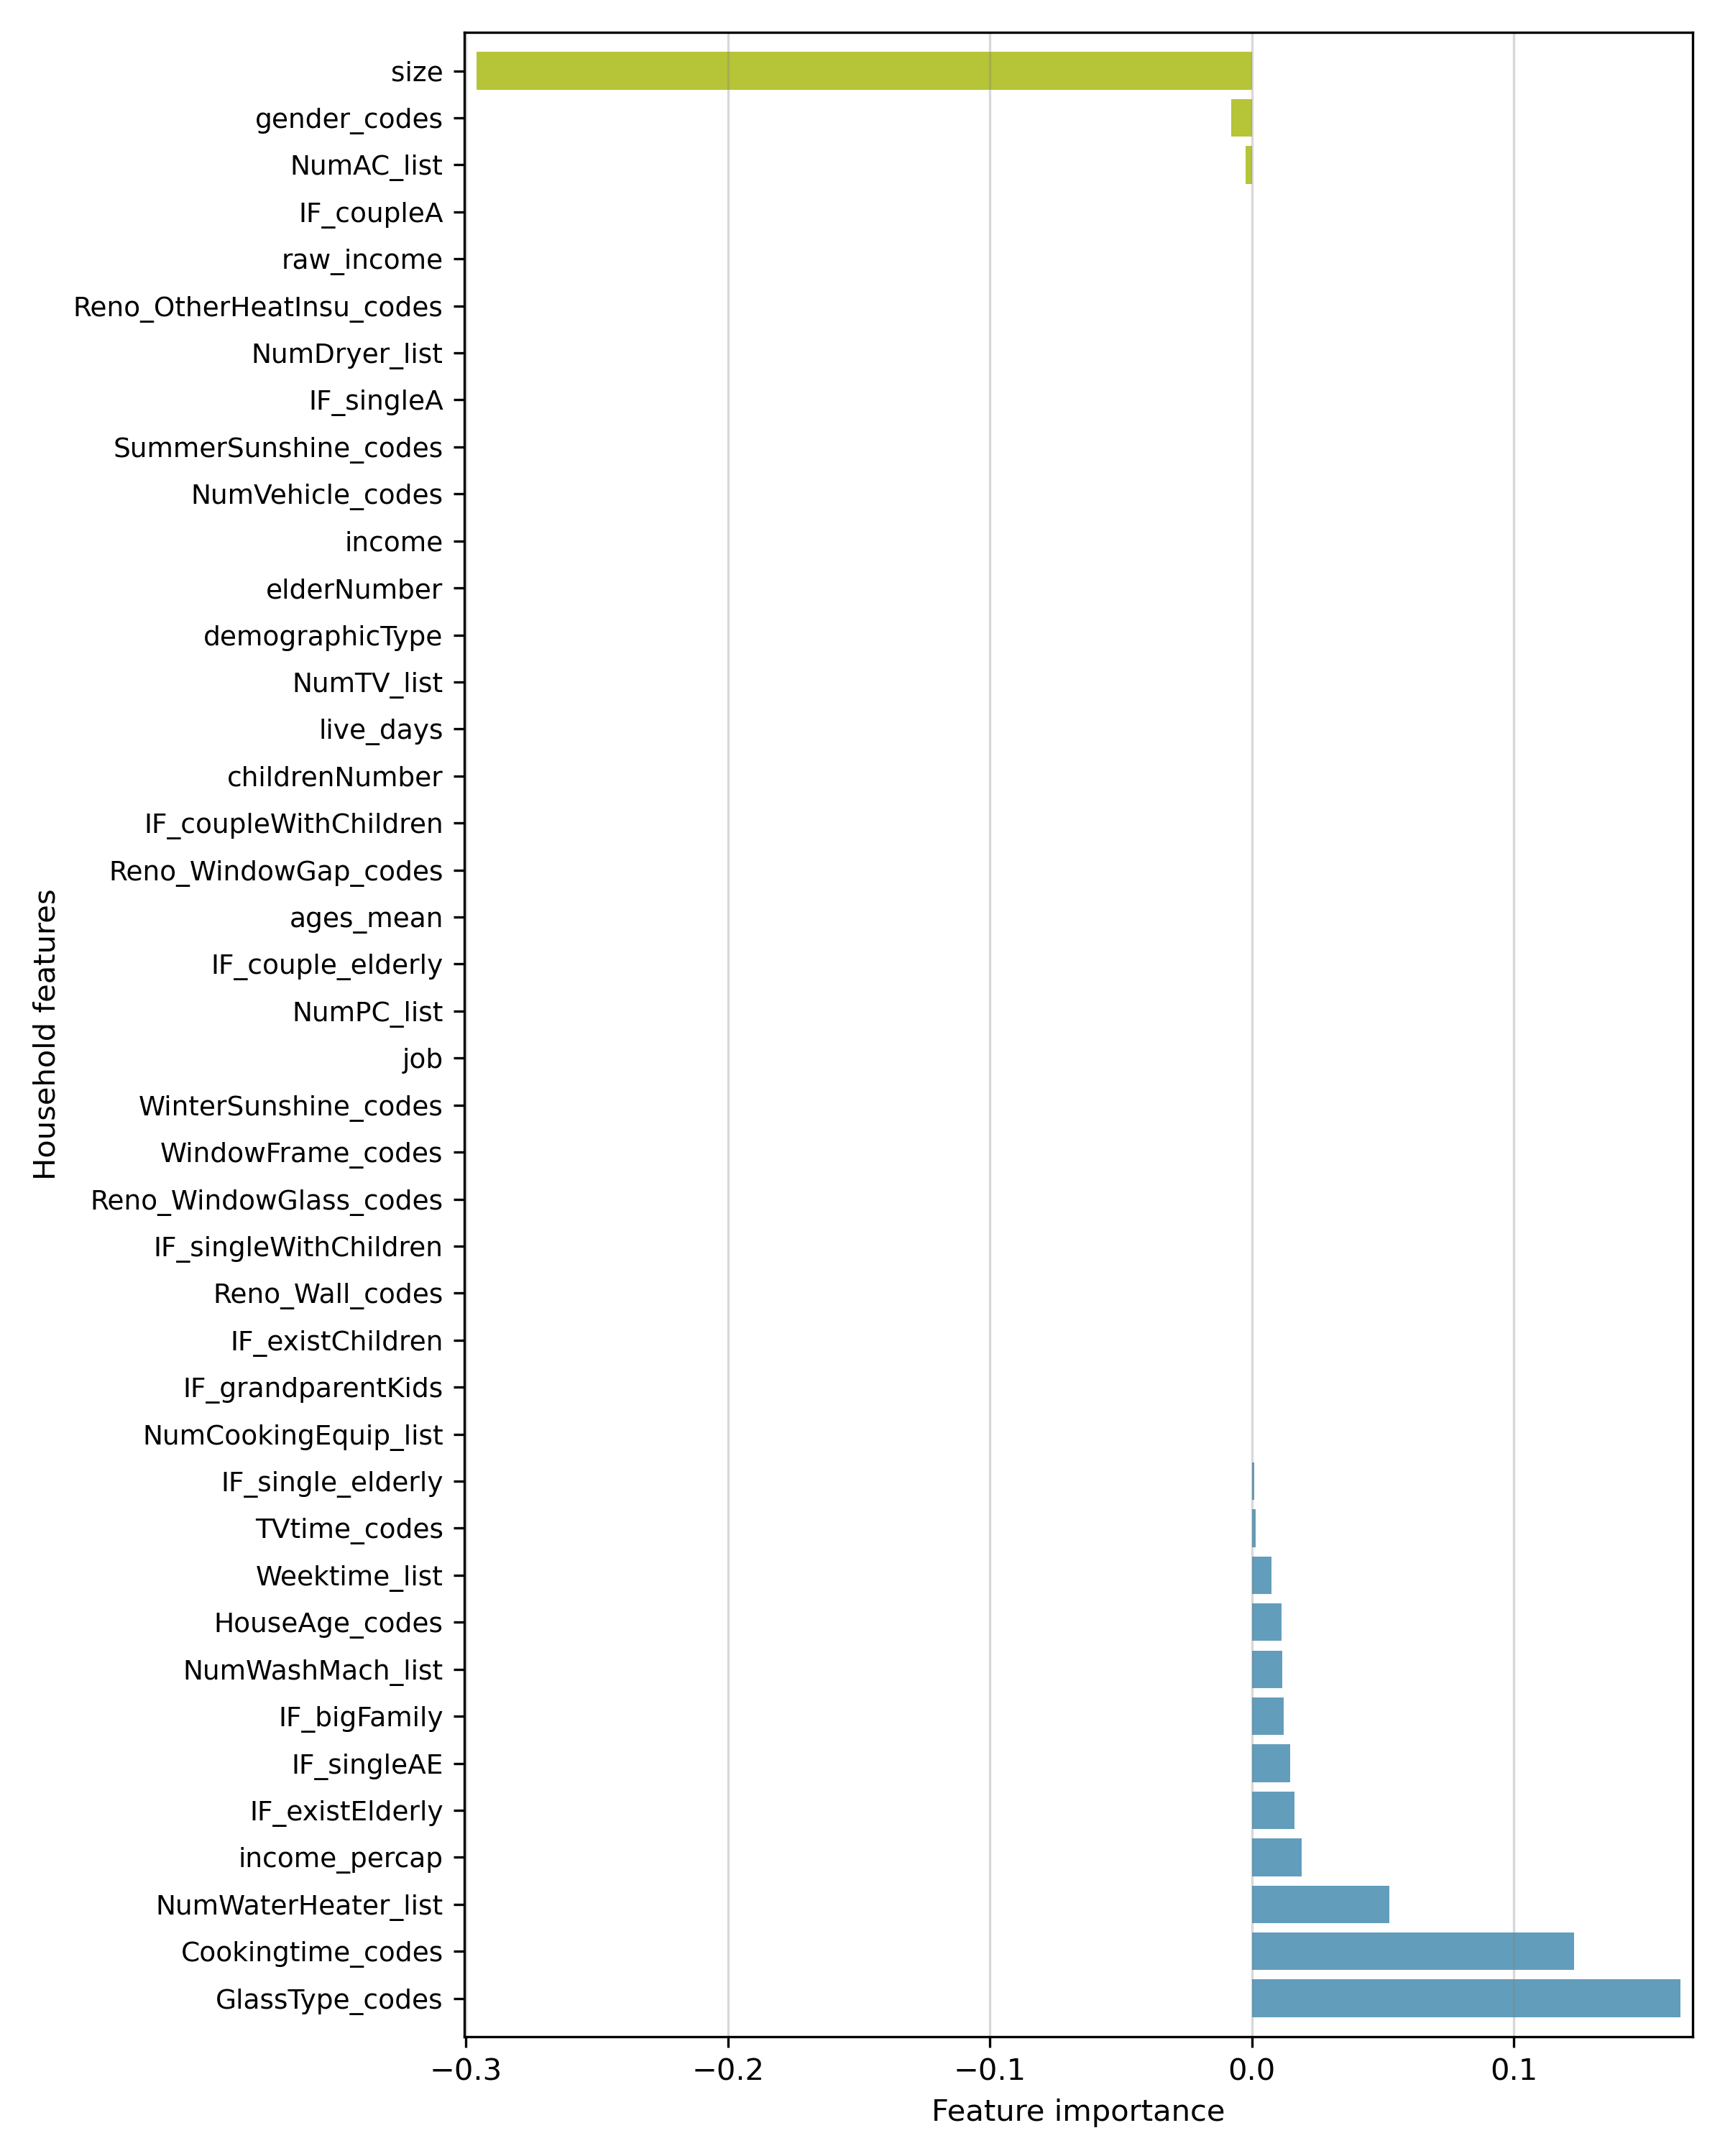 size
gender_codes
NumAC_list
IF_coupleA
raw_income
Reno_OtherHeatInsu_codes
NumDryer_list
IF_singleA
SummerSunshine_codes
NumVehicle_codes
income
elderNumber
demographicType
NumTV_list
live_days
childrenNumber
IF_coupleWithChildren
Reno_WindowGap_codes
ages_mean
IF_couple_elderly
NumPC_list
job
WinterSunshine_codes
WindowFrame_codes
Reno_WindowGlass_codes
IF_singleWithChildren
Reno_Wall_codes
IF_existChildren
IF_grandparentKids
NumCookingEquip_list
IF_single_elderly
TVtime_codes
Weektime_list
HouseAge_codes
NumWashMach_list
IF_bigFamily
IF_singleAE
IF_existElderly
income_percap
NumWaterHeater_list
Cookingtime_codes
GlassType_codes
Household features
−0.3 −0.2 −0.1 0.0 0.1
Feature importance